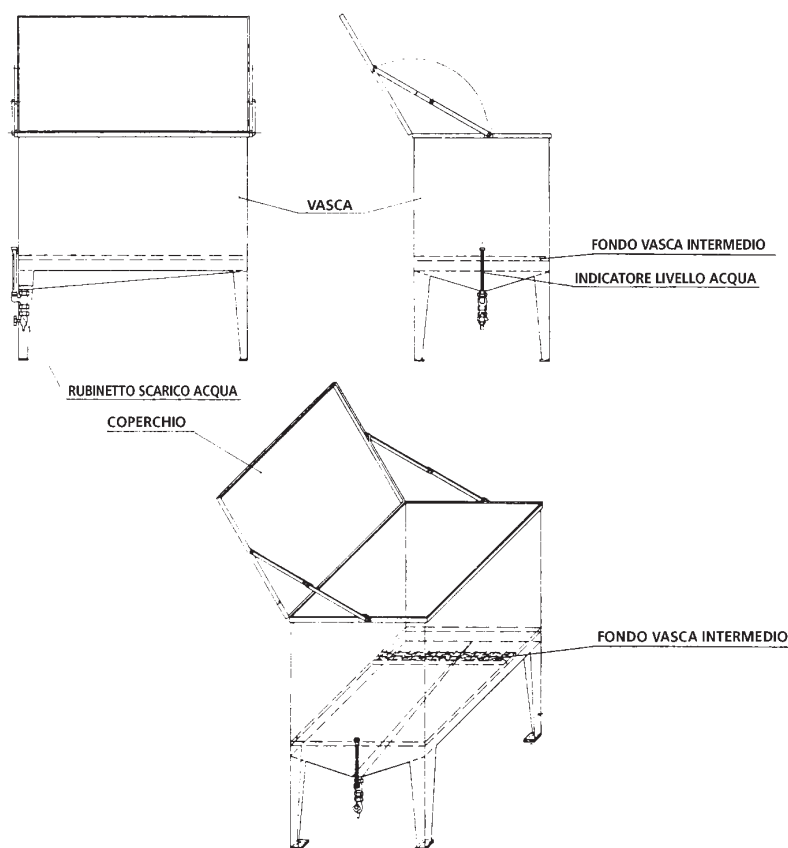 VASCA
FONDO VASCA INTERMEDIO
INDICATORE LIVELLO ACQUA
RUBINETTO SCARICO ACQUA
COPERCHIO
FONDO VASCA INTERMEDIO